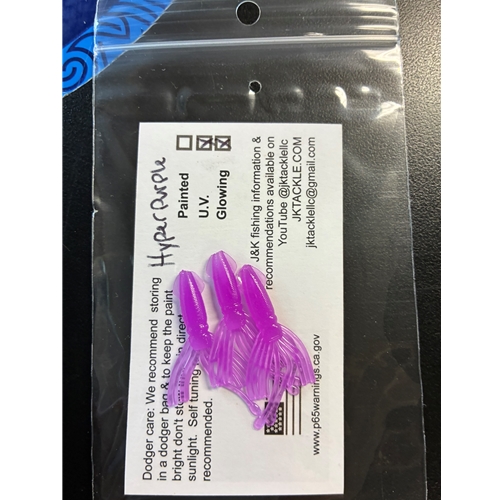 Hyper purple
Painted
U.V.
Glowing
J&K fishing information &
recommendations available on
YouTube @jktacklellc
JKTACKLE.COM
jktacklellc@gmail.com
Dodger care: We recommend storing
in a dodger bag & to keep the paint
bright don't in direct
sunlight. Self tuning
recommended.
www.p65warnings.ca.gov